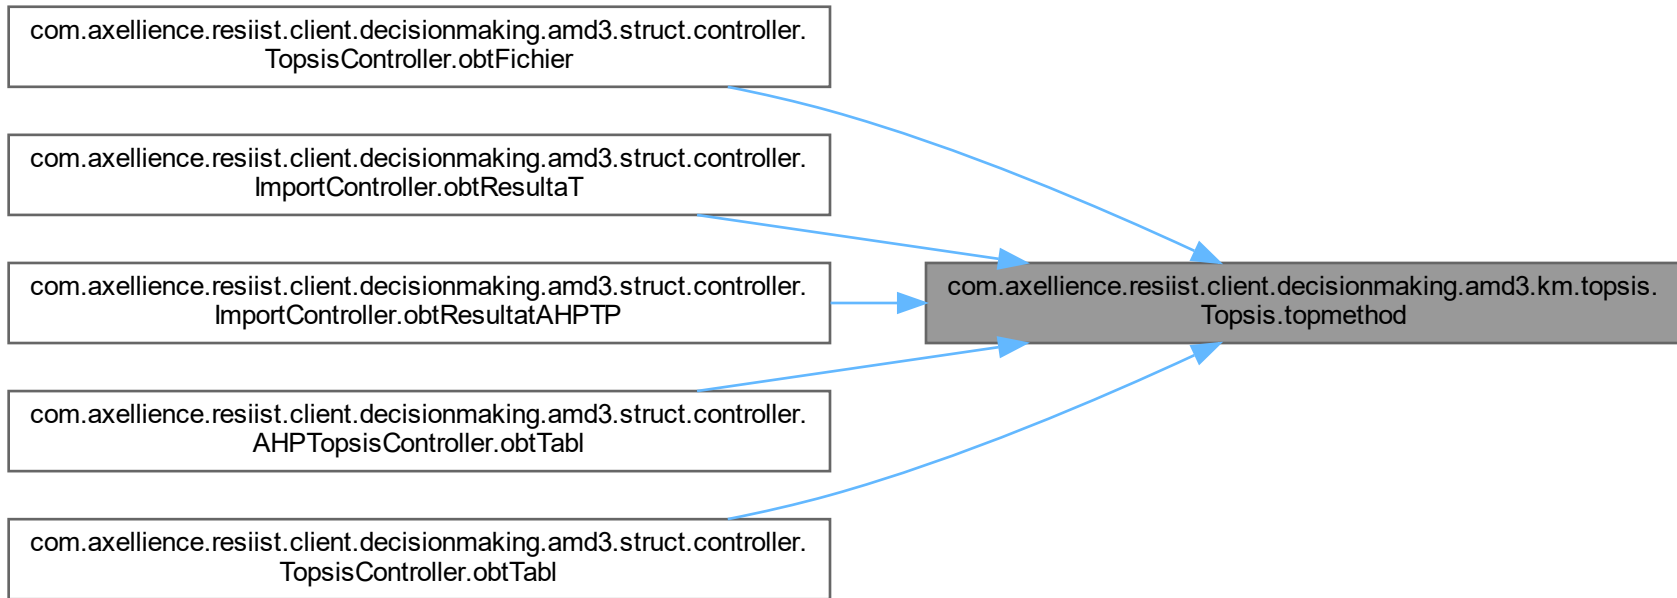 com.axellience.resiist.client.decisionmaking.amd3.struct.controller.
TopsisController.obtFichier
com.axellience.resiist.client.decisionmaking.amd3.struct.controller.
ImportController.obtResultaT
com.axellience.resiist.client.decisionmaking.amd3.struct.controller.
ImportController.obtResultatAHPTP
com.axellience.resiist.client.decisionmaking.amd3.km.topsis.
Topsis.topmethod
com.axellience.resiist.client.decisionmaking.amd3.struct.controller.
AHPTopsisController.obtTabl
com.axellience.resiist.client.decisionmaking.amd3.struct.controller.
TopsisController.obtTabl